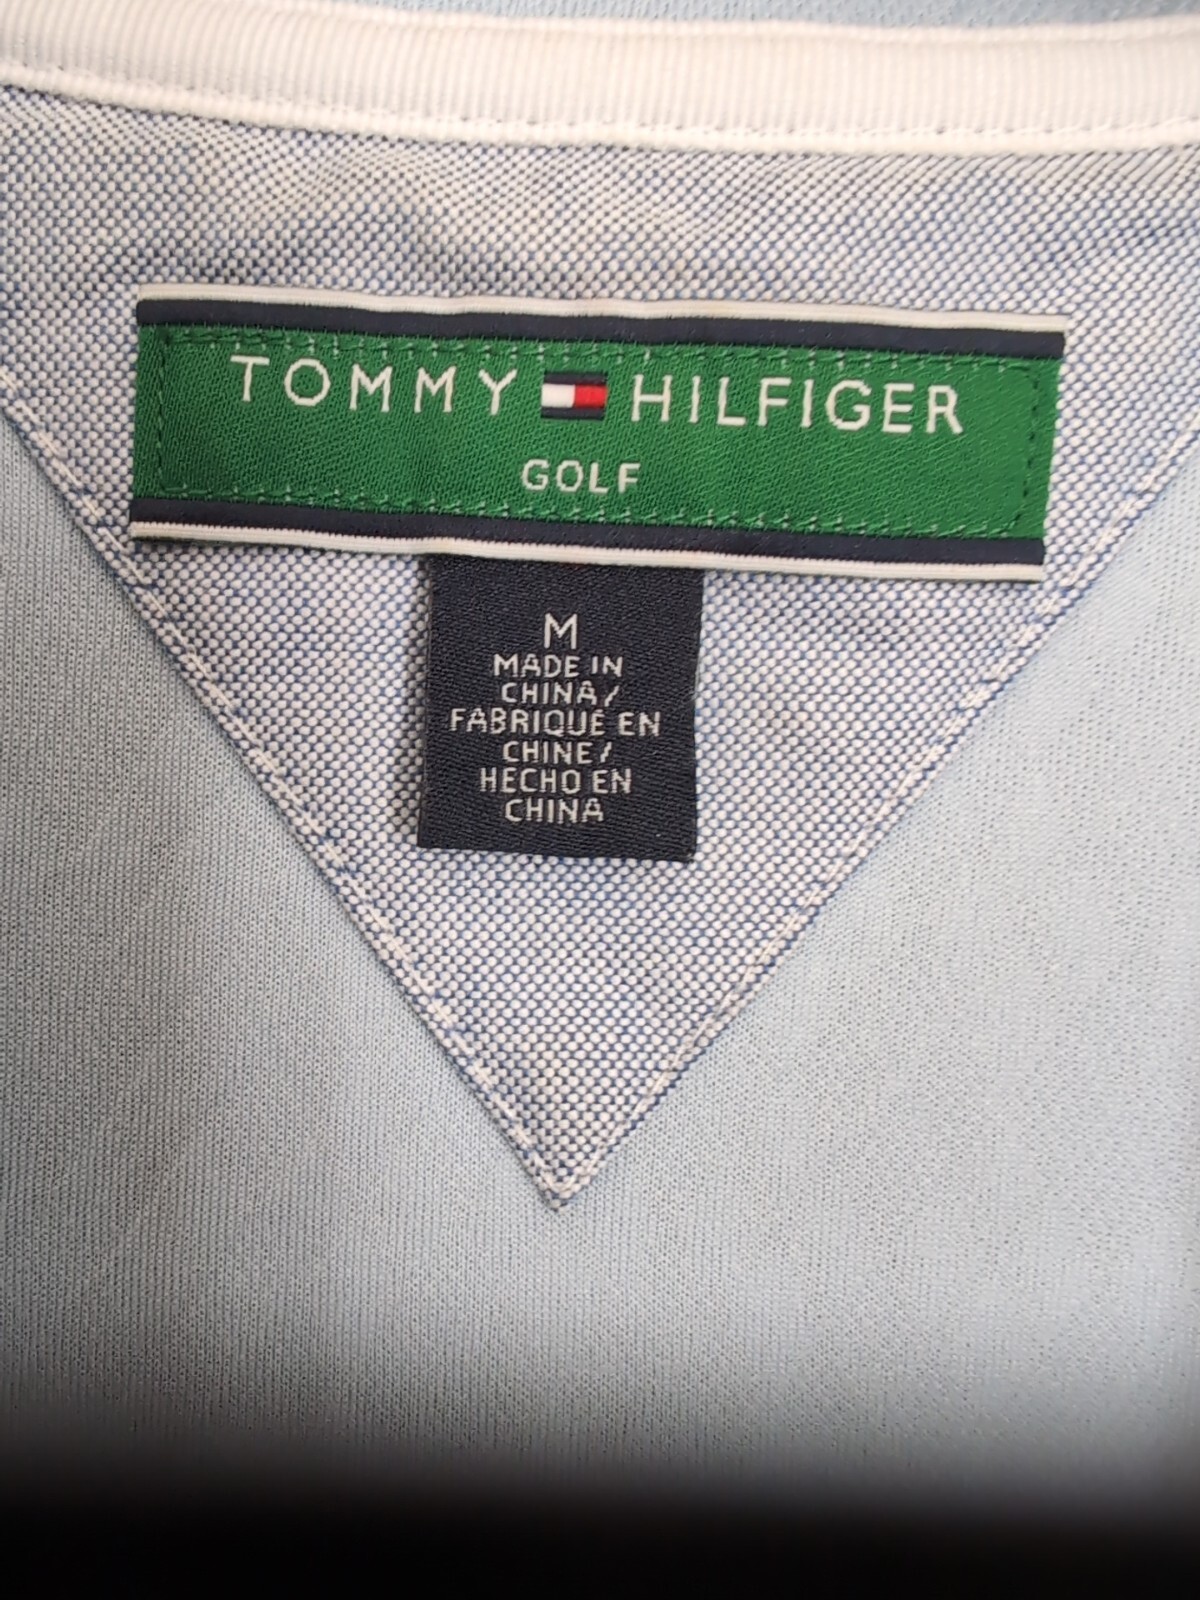 TOMMY HILFIGER
GOLF
M
MADE IN
CHINA/
FABRIQUÉ EN
CHINE/
HECHO EN
CHINA